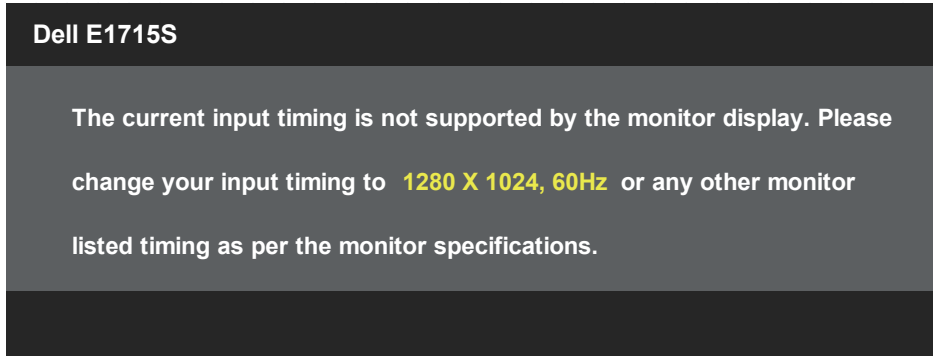 Dell E1715S
The current input timing is not supported by the monitor display. Please
change your input timing to 1280 X 1024, 60Hz or any other monitor
listed timing as per the monitor specifications.